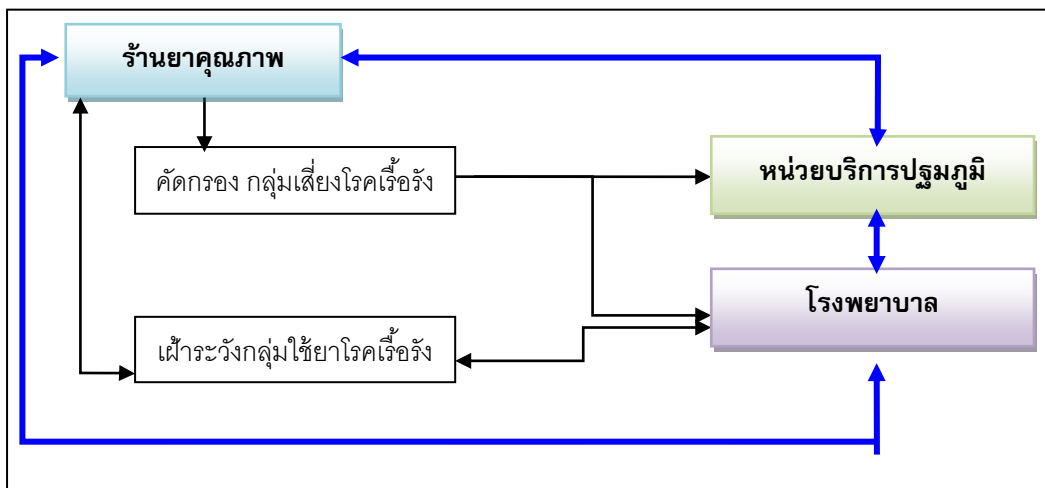 ร้านยาคุณภาพ
คัดกรอง กลุ่มเสี่ยงโรคเรื้อรัง
หน่วยบริการปฐมภูมิ
โรงพยาบาล
เฝ้าระวังกลุ่มใช้ยาโรคเรื้อรัง